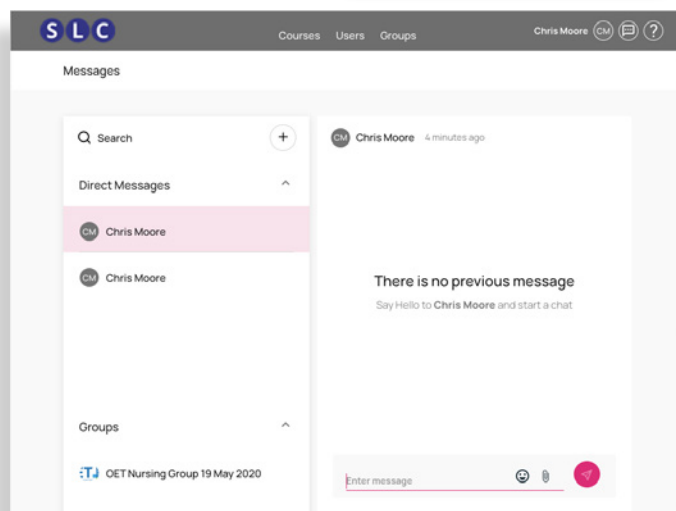 SLC Courses Users Groups Chris Moore CM ?
Messages
Search +
CM Chris Moore 4 minutes ago
Direct Messages
CM Chris Moore
CM Chris Moore
There is no previous message
Say Hello to Chris Moore and start a chat
Groups
OET Nursing Group 19 May 2020
Enter message